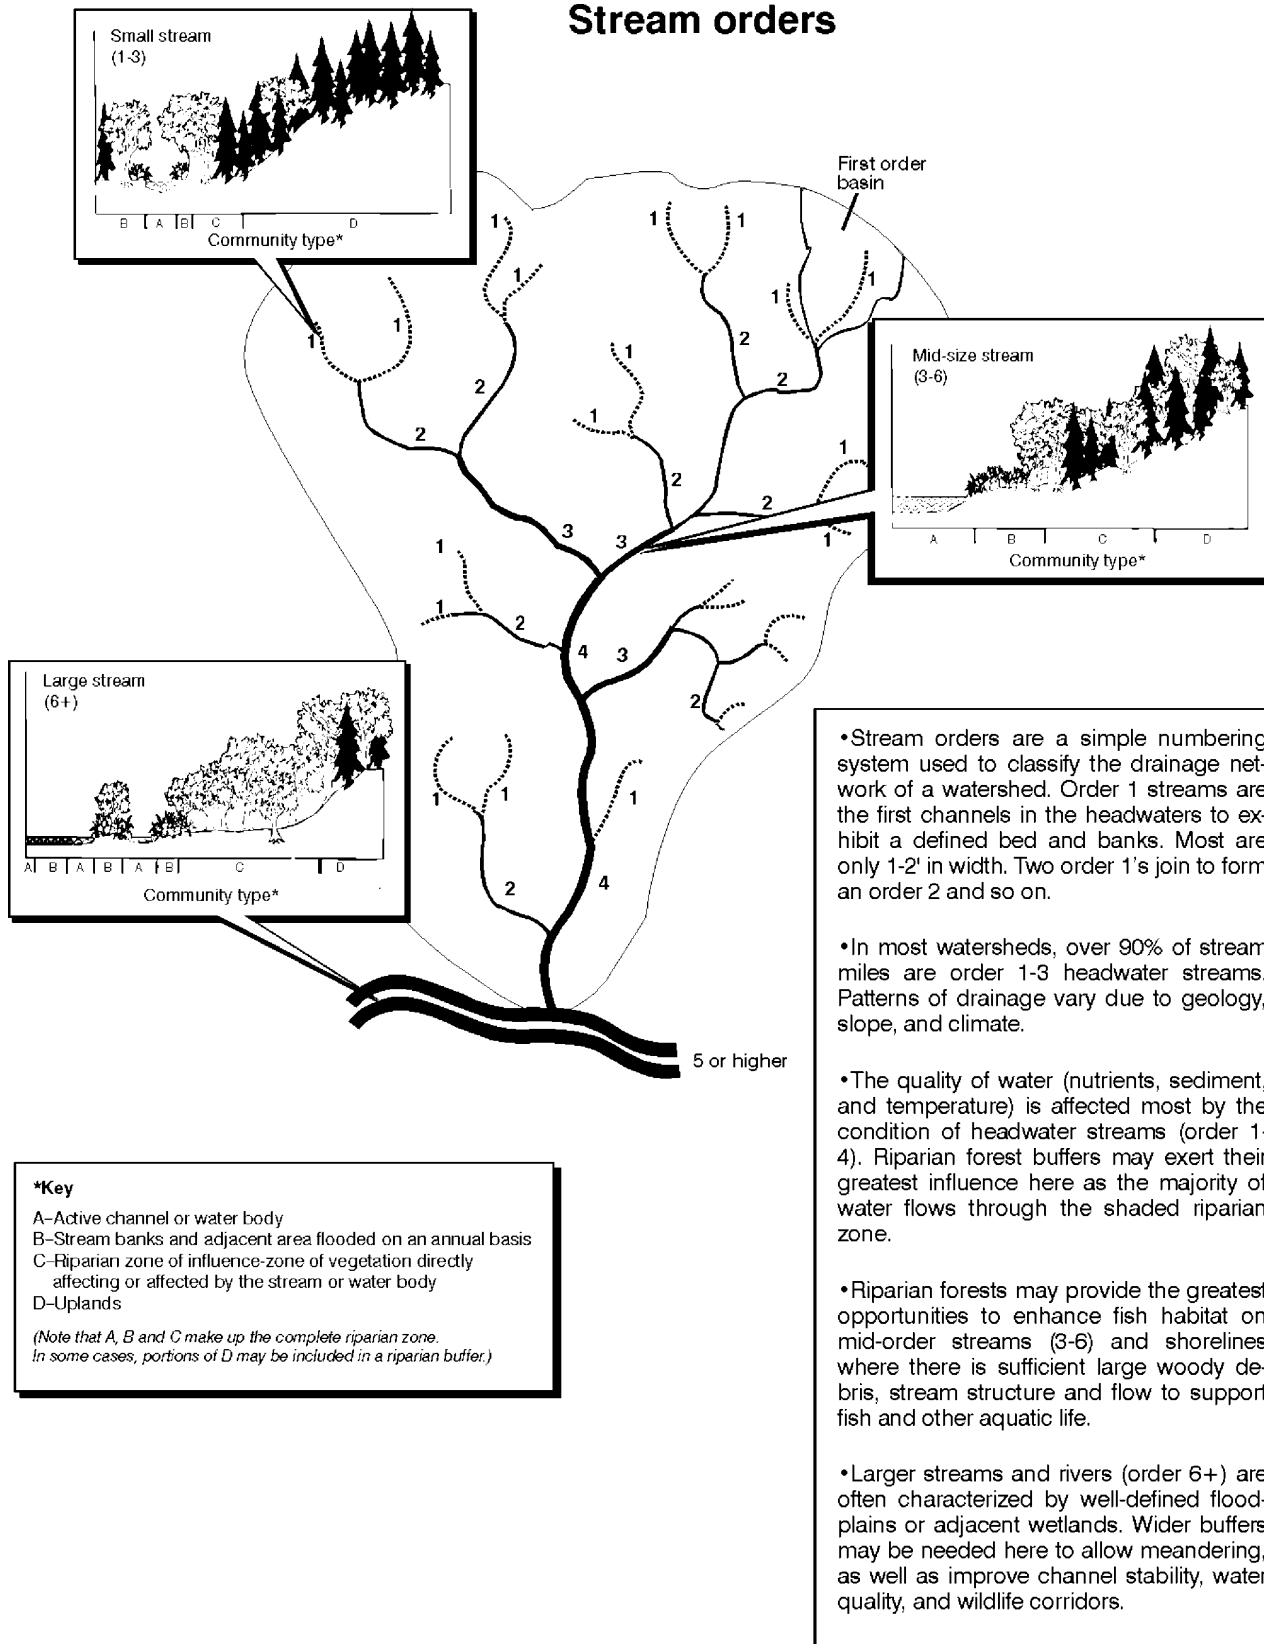 Stream orders
Small stream
(1-3)
B A B C D
Community type*
First order
basin
1
1
1
1
1
1
1
1
1
2
2
2
2
1
1
2
2
1
2
1
3
3
Mid-size stream
(3-6)
A B C D
Community type*
1
1
2
4
3
2
Large stream
(6+)
A B A B A B C D
Community type*
1
1
1
2
4
5 or higher
*Key
A–Active channel or water body
B–Stream banks and adjacent area flooded on an annual basis
C–Riparian zone of influence-zone of vegetation directly
affecting or affected by the stream or water body
D–Uplands
(Note that A, B and C make up the complete riparian zone.
In some cases, portions of D may be included in a riparian buffer.)
•Stream orders are a simple numbering
system used to classify the drainage net-
work of a watershed. Order 1 streams are
the first channels in the headwaters to ex-
hibit a defined bed and banks. Most are
only 1-2' in width. Two order 1's join to form
an order 2 and so on.
•In most watersheds, over 90% of stream
miles are order 1-3 headwater streams.
Patterns of drainage vary due to geology,
slope, and climate.
•The quality of water (nutrients, sediment,
and temperature) is affected most by the
condition of headwater streams (order 1-
4). Riparian forest buffers may exert their
greatest influence here as the majority of
water flows through the shaded riparian
zone.
•Riparian forests may provide the greatest
opportunities to enhance fish habitat on
mid-order streams (3-6) and shorelines
where there is sufficient large woody de-
bris, stream structure and flow to support
fish and other aquatic life.
•Larger streams and rivers (order 6+) are
often characterized by well-defined flood-
plains or adjacent wetlands. Wider buffers
may be needed here to allow meandering,
as well as improve channel stability, water
quality, and wildlife corridors.